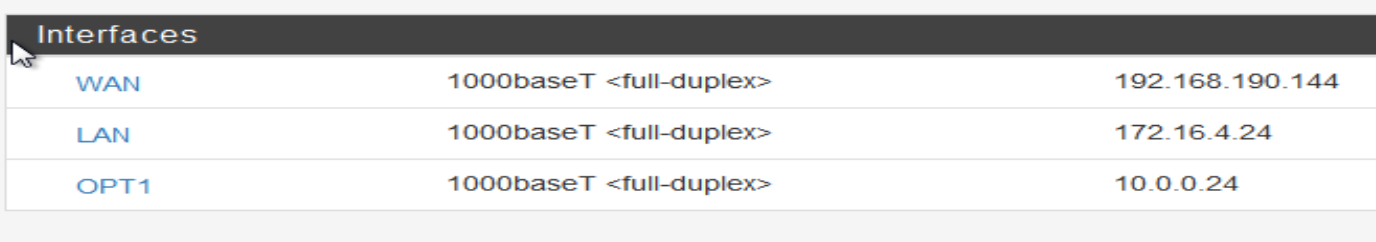 Interfaces
WAN 1000baseT <full-duplex> 192.168.190.144
LAN 1000baseT <full-duplex> 172.16.4.24
OPT1 1000baseT <full-duplex> 10.0.0.24